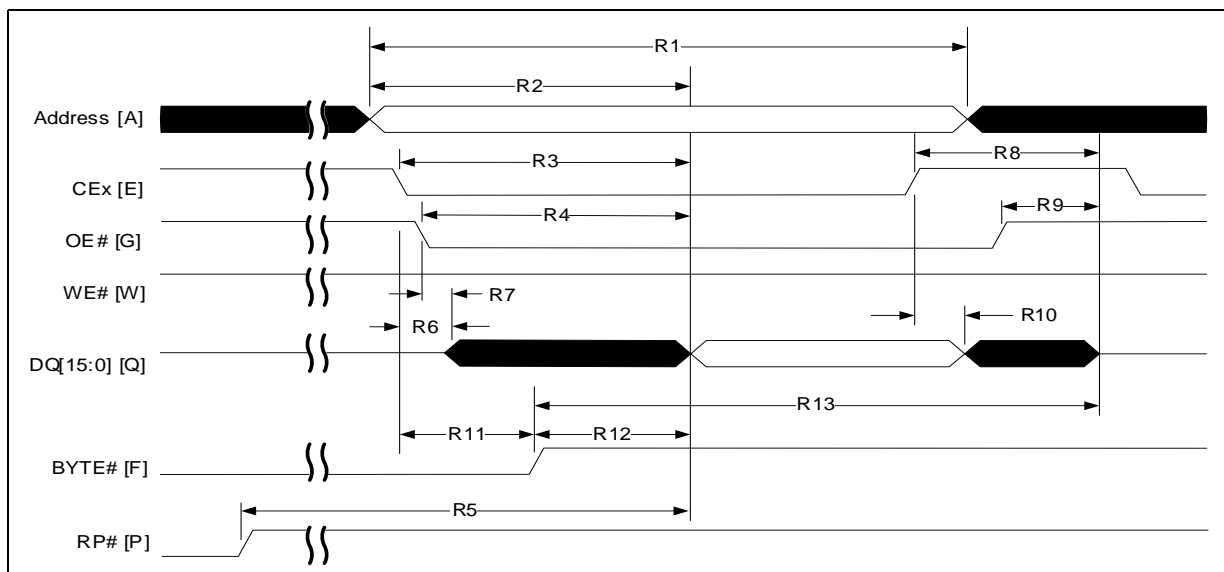 R1
R2
Address [A]
R3
R8
CEx [E]
R4
R9
OE# [G]
WE# [W]
R7
R6
R10
DQ[15:0] [Q]
R13
R11
R12
BYTE# [F]
R5
RP# [P]